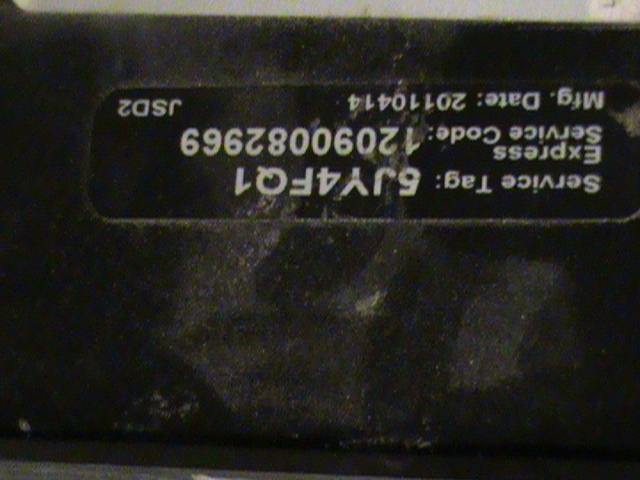 Service Tag: 5JY4FQ1
Express
Service Code: 12090082969
Mfg. Date: 20110414 JSD2